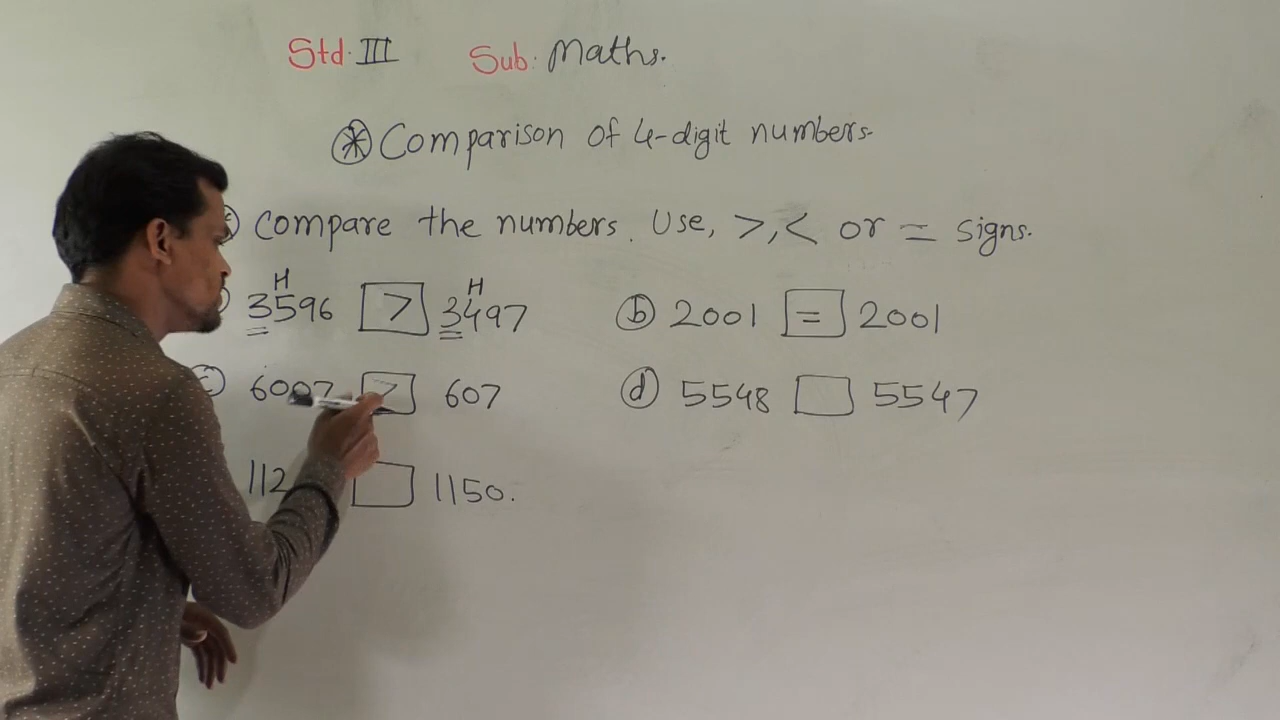 Std. III Sub: Maths.
* Comparison of 4-digit numbers.
Compare the numbers. Use, >, < or = signs.
H H
3596 > 3497 b 2001 = 2001
c 6007 > 607 d 5548 5547
112 1150.